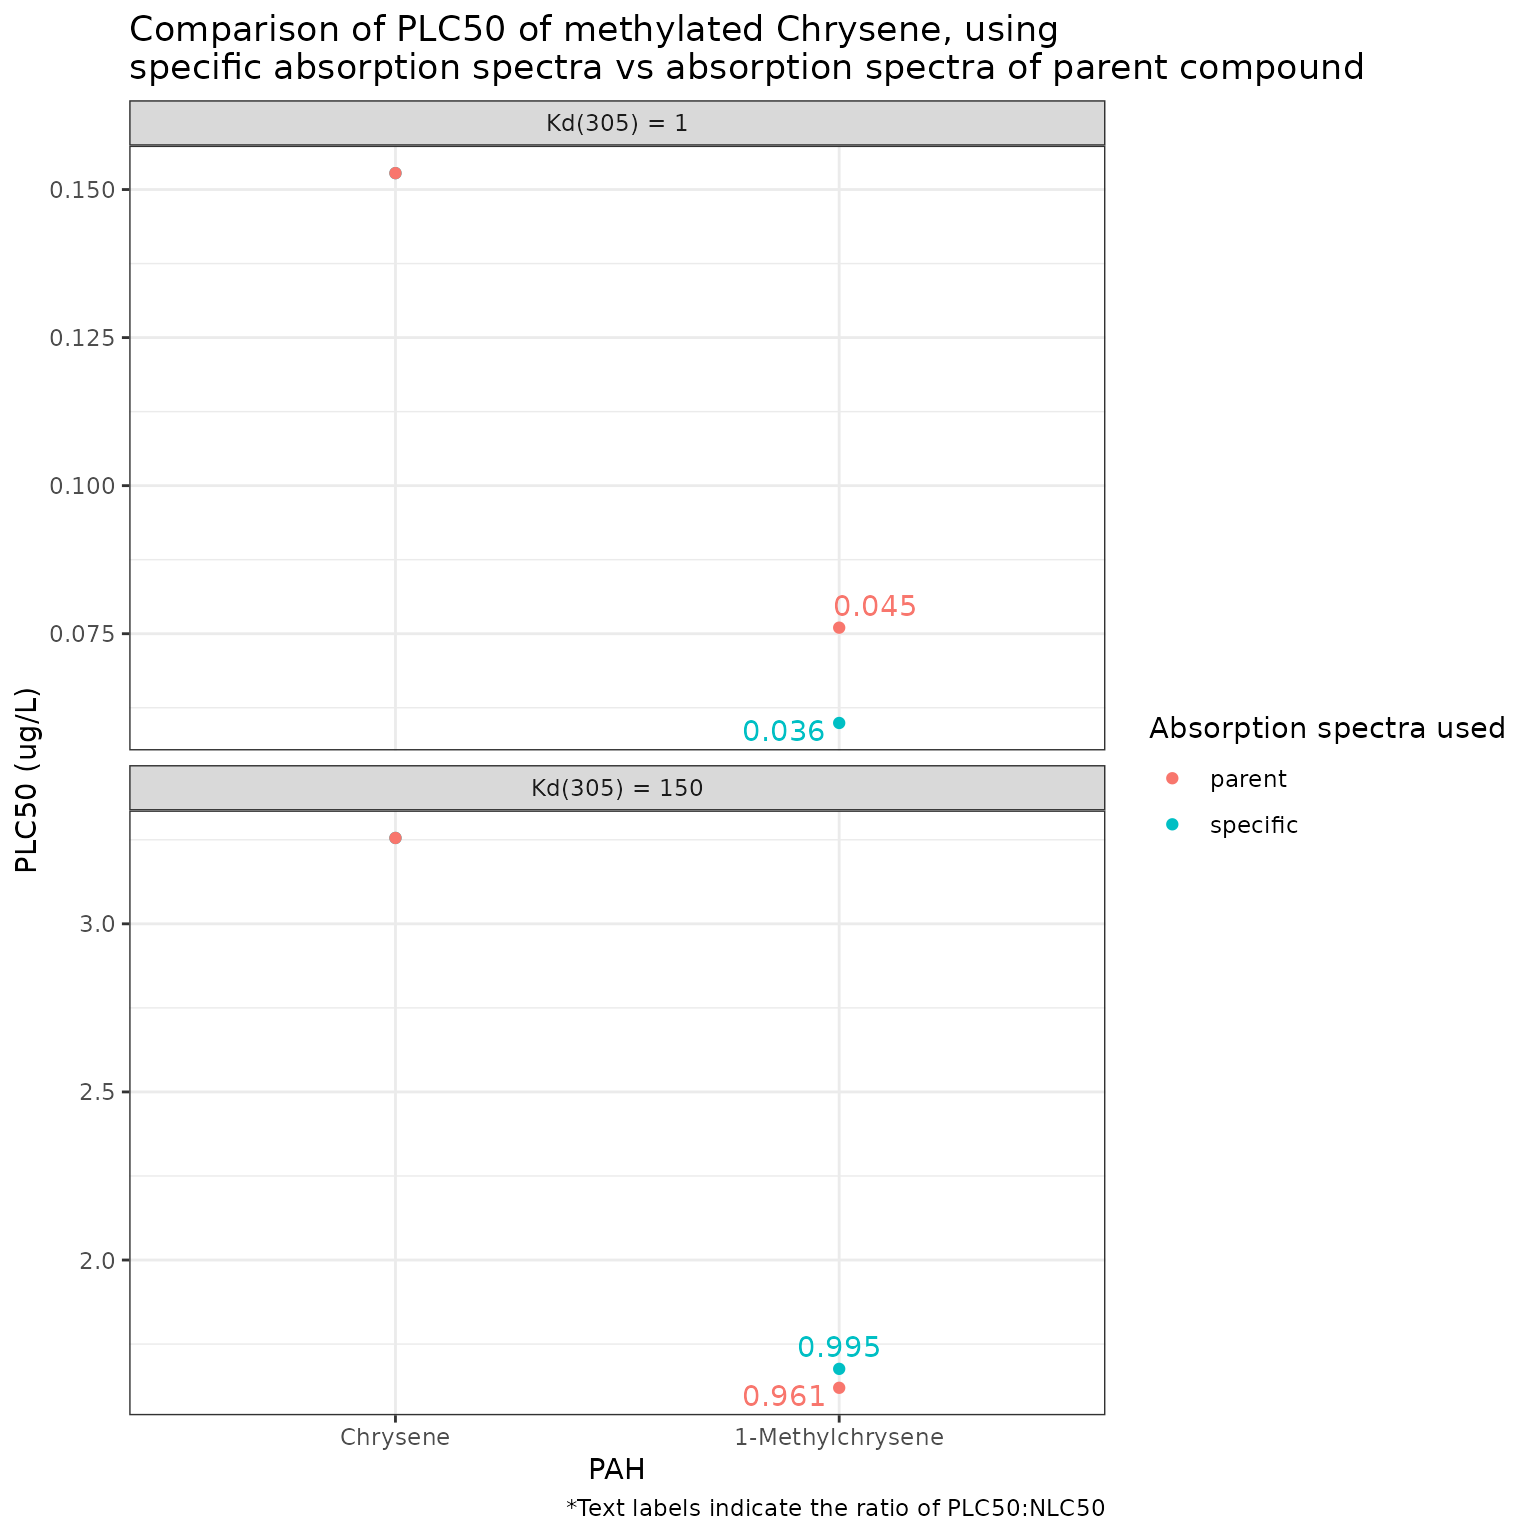 Comparison of PLC50 of methylated Chrysene, using
specific absorption spectra vs absorption spectra of parent compound
Kd(305) = 1
0.150
0.125
0.100
0.075
0.045
0.036
PLC50 (ug/L)
Kd(305) = 150
3.0
2.5
2.0
0.995
0.961
Chrysene
1-Methylchrysene
PAH
*Text labels indicate the ratio of PLC50:NLC50
Absorption spectra used
parent
specific